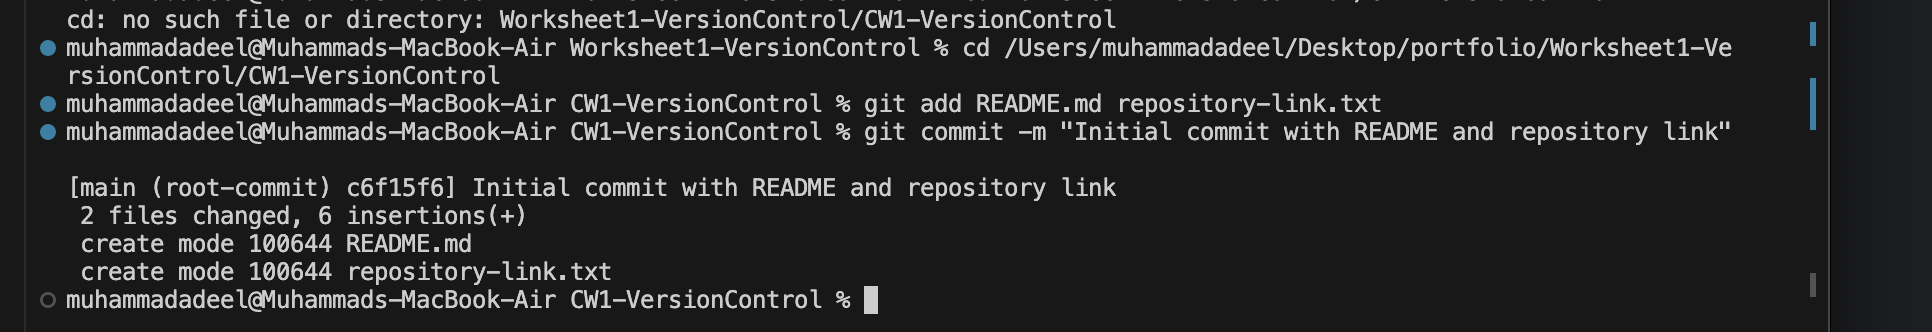 cd: no such file or directory: Worksheet1-VersionControl/CW1-VersionControl
muhammadadeel@Muhammads-MacBook-Air Worksheet1-VersionControl % cd /Users/muhammadadeel/Desktop/portfolio/Worksheet1-Ve
rsionControl/CW1-VersionControl
muhammadadeel@Muhammads-MacBook-Air CW1-VersionControl % git add README.md repository-link.txt
muhammadadeel@Muhammads-MacBook-Air CW1-VersionControl % git commit -m "Initial commit with README and repository link"
[main (root-commit) c6f15f6] Initial commit with README and repository link
2 files changed, 6 insertions(+)
create mode 100644 README.md
create mode 100644 repository-link.txt
muhammadadeel@Muhammads-MacBook-Air CW1-VersionControl %